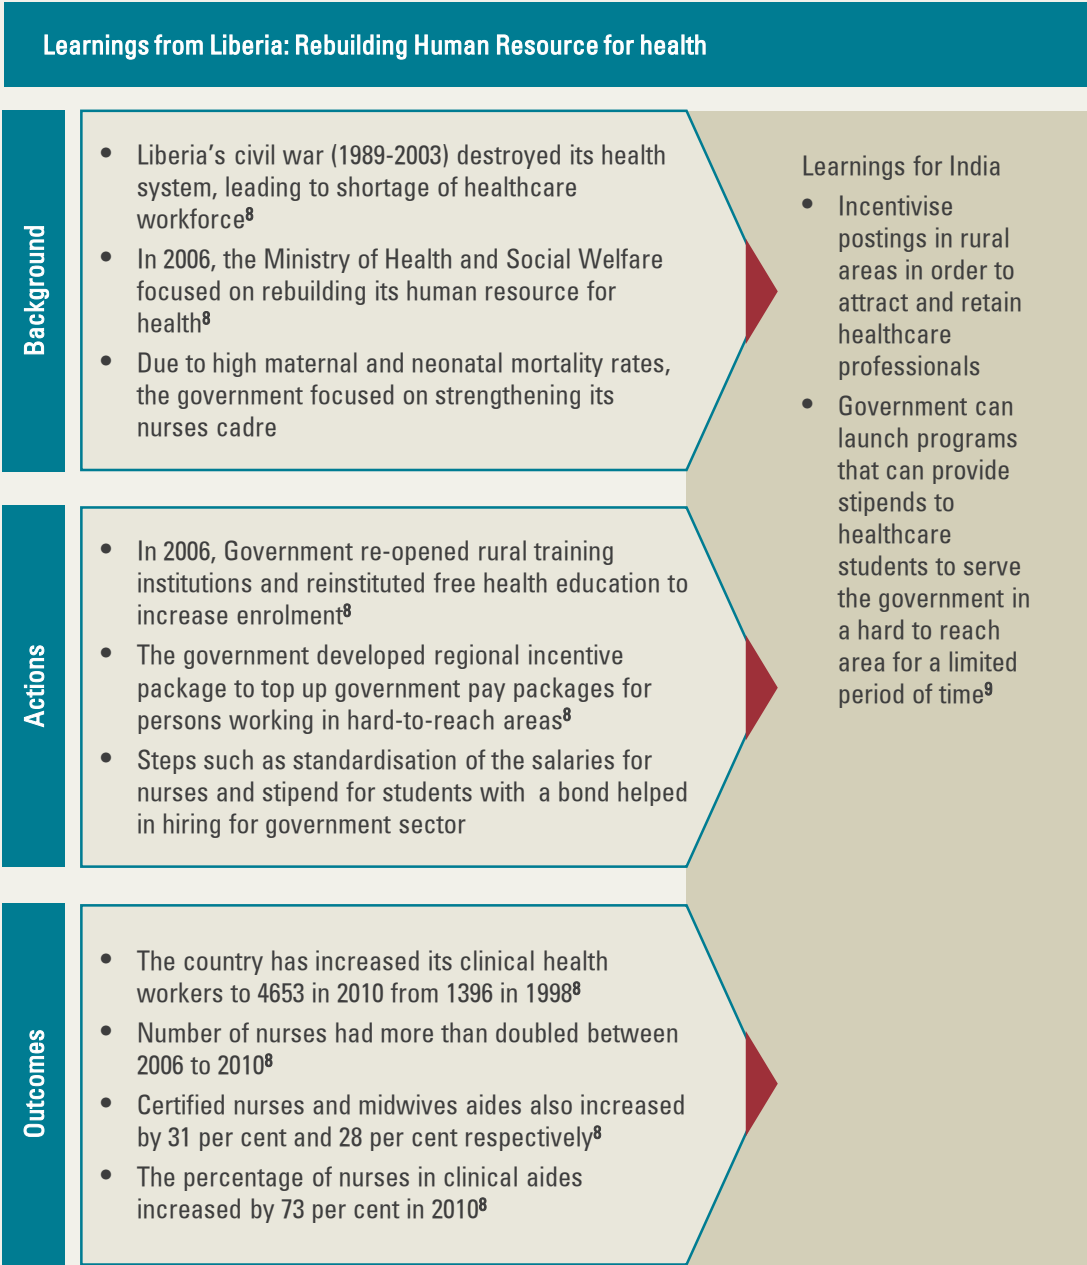 Learnings from Liberia: Rebuilding Human Resource for health
Background
• Liberia’s civil war (1989-2003) destroyed its health
system, leading to shortage of healthcare
workforce8
• In 2006, the Ministry of Health and Social Welfare
focused on rebuilding its human resource for
health8
• Due to high maternal and neonatal mortality rates,
the government focused on strengthening its
nurses cadre
Actions
• In 2006, Government re-opened rural training
institutions and reinstituted free health education to
increase enrolment8
• The government developed regional incentive
package to top up government pay packages for
persons working in hard-to-reach areas8
• Steps such as standardisation of the salaries for
nurses and stipend for students with a bond helped
in hiring for government sector
Outcomes
• The country has increased its clinical health
workers to 4653 in 2010 from 1396 in 19988
• Number of nurses had more than doubled between
2006 to 20108
• Certified nurses and midwives aides also increased
by 31 per cent and 28 per cent respectively8
• The percentage of nurses in clinical aides
increased by 73 per cent in 20108
Learnings for India
• Incentivise
postings in rural
areas in order to
attract and retain
healthcare
professionals
• Government can
launch programs
that can provide
stipends to
healthcare
students to serve
the government in
a hard to reach
area for a limited
period of time9